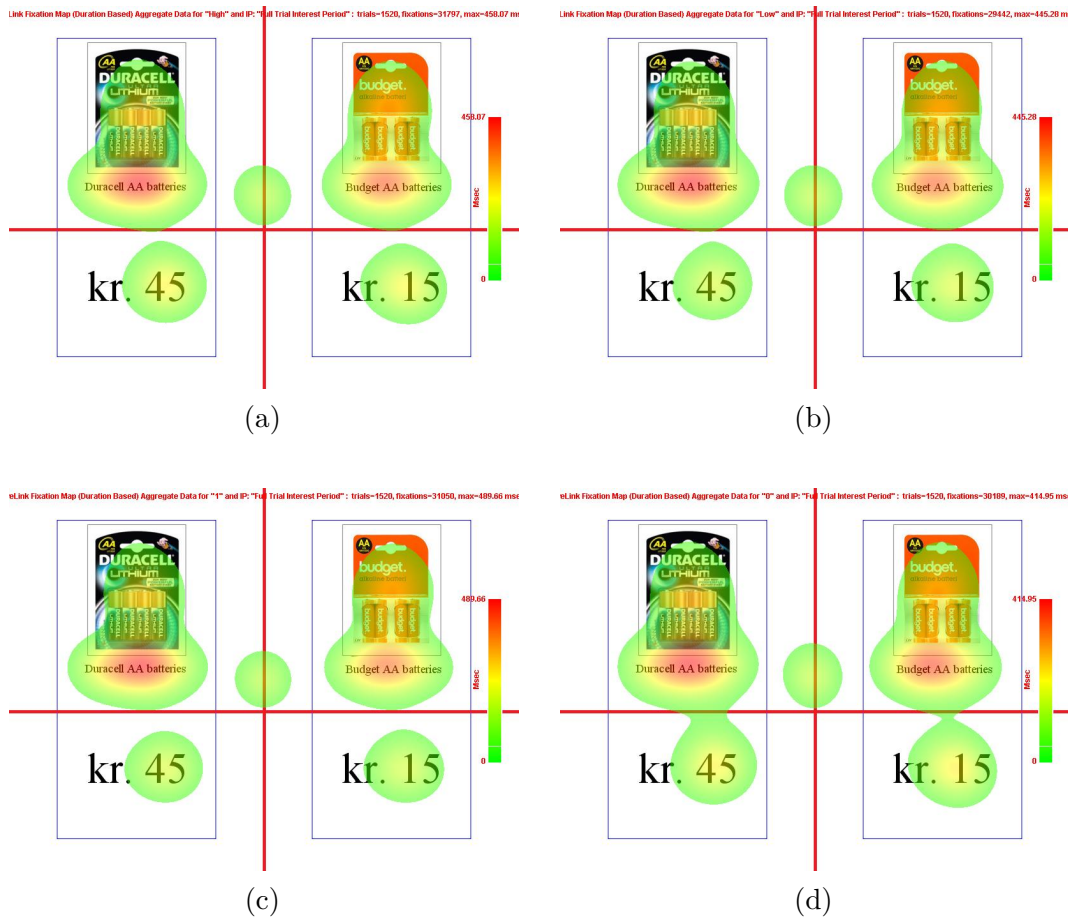 .Link Fixation Map (Duration Based) Aggregate Data for "High" and IP: "Full Trial Interest Period" : trials=1520, fixations=31797, max=458.07 ms
AA
DURACELL
LITHIUM
Duracell AA batteries
kr. 45
AA
budget.
budget
budget
Budget AA batteries
kr. 15
458.07
Msec
0
(a)
Link Fixation Map (Duration Based) Aggregate Data for "Low" and IP: "Full Trial Interest Period" : trials=1520, fixations=29442, max=445.28 m
AA
DURACELL
LITHIUM
Duracell AA batteries
kr. 45
AA
budget.
budget
budget
Budget AA batteries
kr. 15
445.28
Msec
0
(b)
eLink Fixation Map (Duration Based) Aggregate Data for "1" and IP: "Full Trial Interest Period" : trials=1520, fixations=31050, max=489.66 mse
AA
DURACELL
LITHIUM
Duracell AA batteries
kr. 45
AA
budget.
budget
budget
Budget AA batteries
kr. 15
489.66
Msec
0
(c)
eLink Fixation Map (Duration Based) Aggregate Data for "0" and IP: "Full Trial Interest Period" : trials=1520, fixations=30189, max=414.95 ms
AA
DURACELL
LITHIUM
Duracell AA batteries
kr. 45
AA
budget.
budget
budget
Budget AA batteries
kr. 15
414.95
Msec
0
(d)